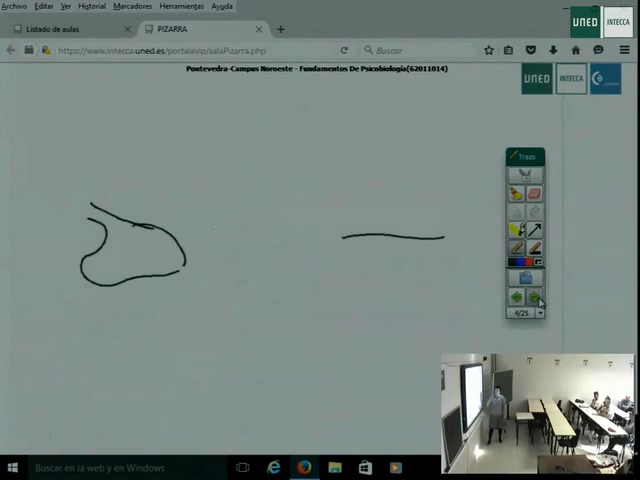 Archivo Editar Ver Historial Marcadores Herramientas Ayuda
Listado de aulas
PIZARRA
UNED
INTECCA
https://www.intecca.uned.es/portalavip/salaPizarra.php
Buscar
Pontevedra-Campus Noroeste - Fundamentos De Psicobiología(62011014)
UNED
INTECCA
Trazo
4/25
Buscar en la web y en Windows